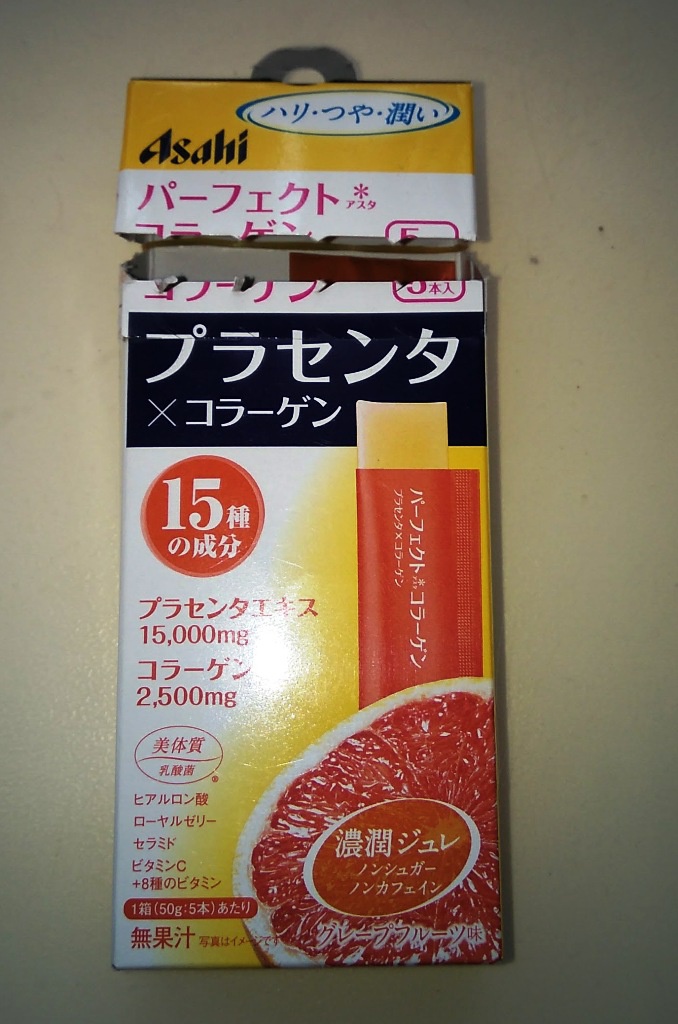 ハリ・つや・潤い
Asahi
パーフェクト*
アスタ
コラーゲン
5本入
プラセンタ
×コラーゲン
15種
の成分
パーフェクト*コラーゲン
プラセンタ×コラーゲン
プラセンタエキス
15,000mg
コラーゲン
2,500mg
美体質
乳酸菌
®
ヒアルロン酸
ローヤルゼリー
セラミド
ビタミンC
+8種のビタミン
1箱(50g:5本)あたり
無果汁 写真はイメージです
濃潤ジュレ
ノンシュガー
ノンカフェイン
グレープフルーツ味